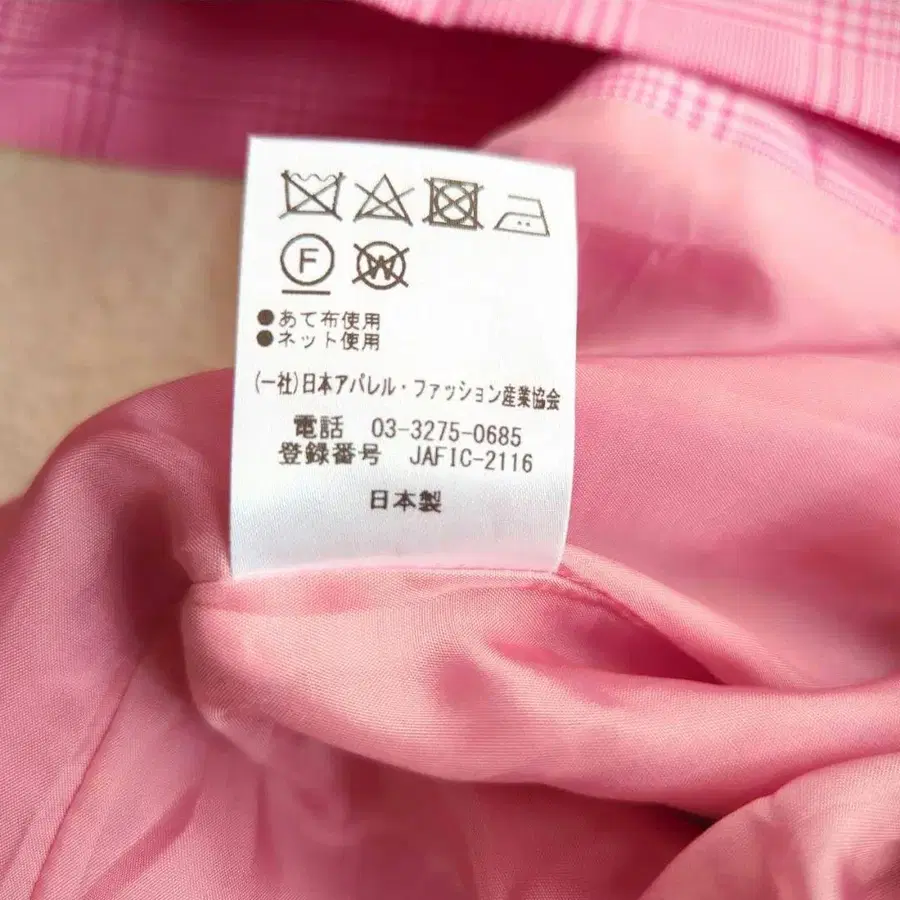 F W
●あて布使用
●ネット使用
(一社)日本アパレル・ファッション産業協会
電話 03-3275-0685
登録番号 JAFIC-2116
日本製